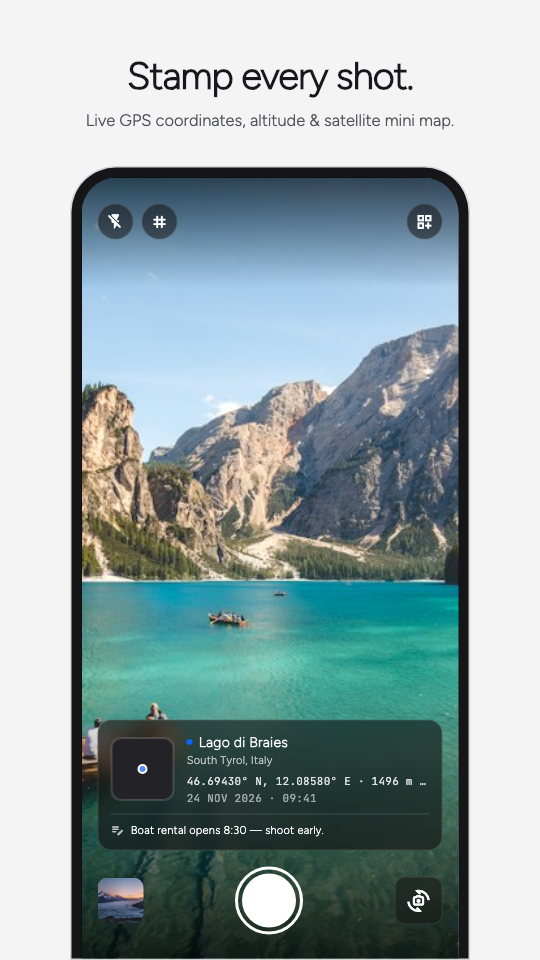 Stamp every shot.
Live GPS coordinates, altitude & satellite mini map.
Lago di Braies
South Tyrol, Italy
46.69430° N, 12.08580° E · 1496 m …
24 NOV 2026 · 09:41
Boat rental opens 8:30 — shoot early.